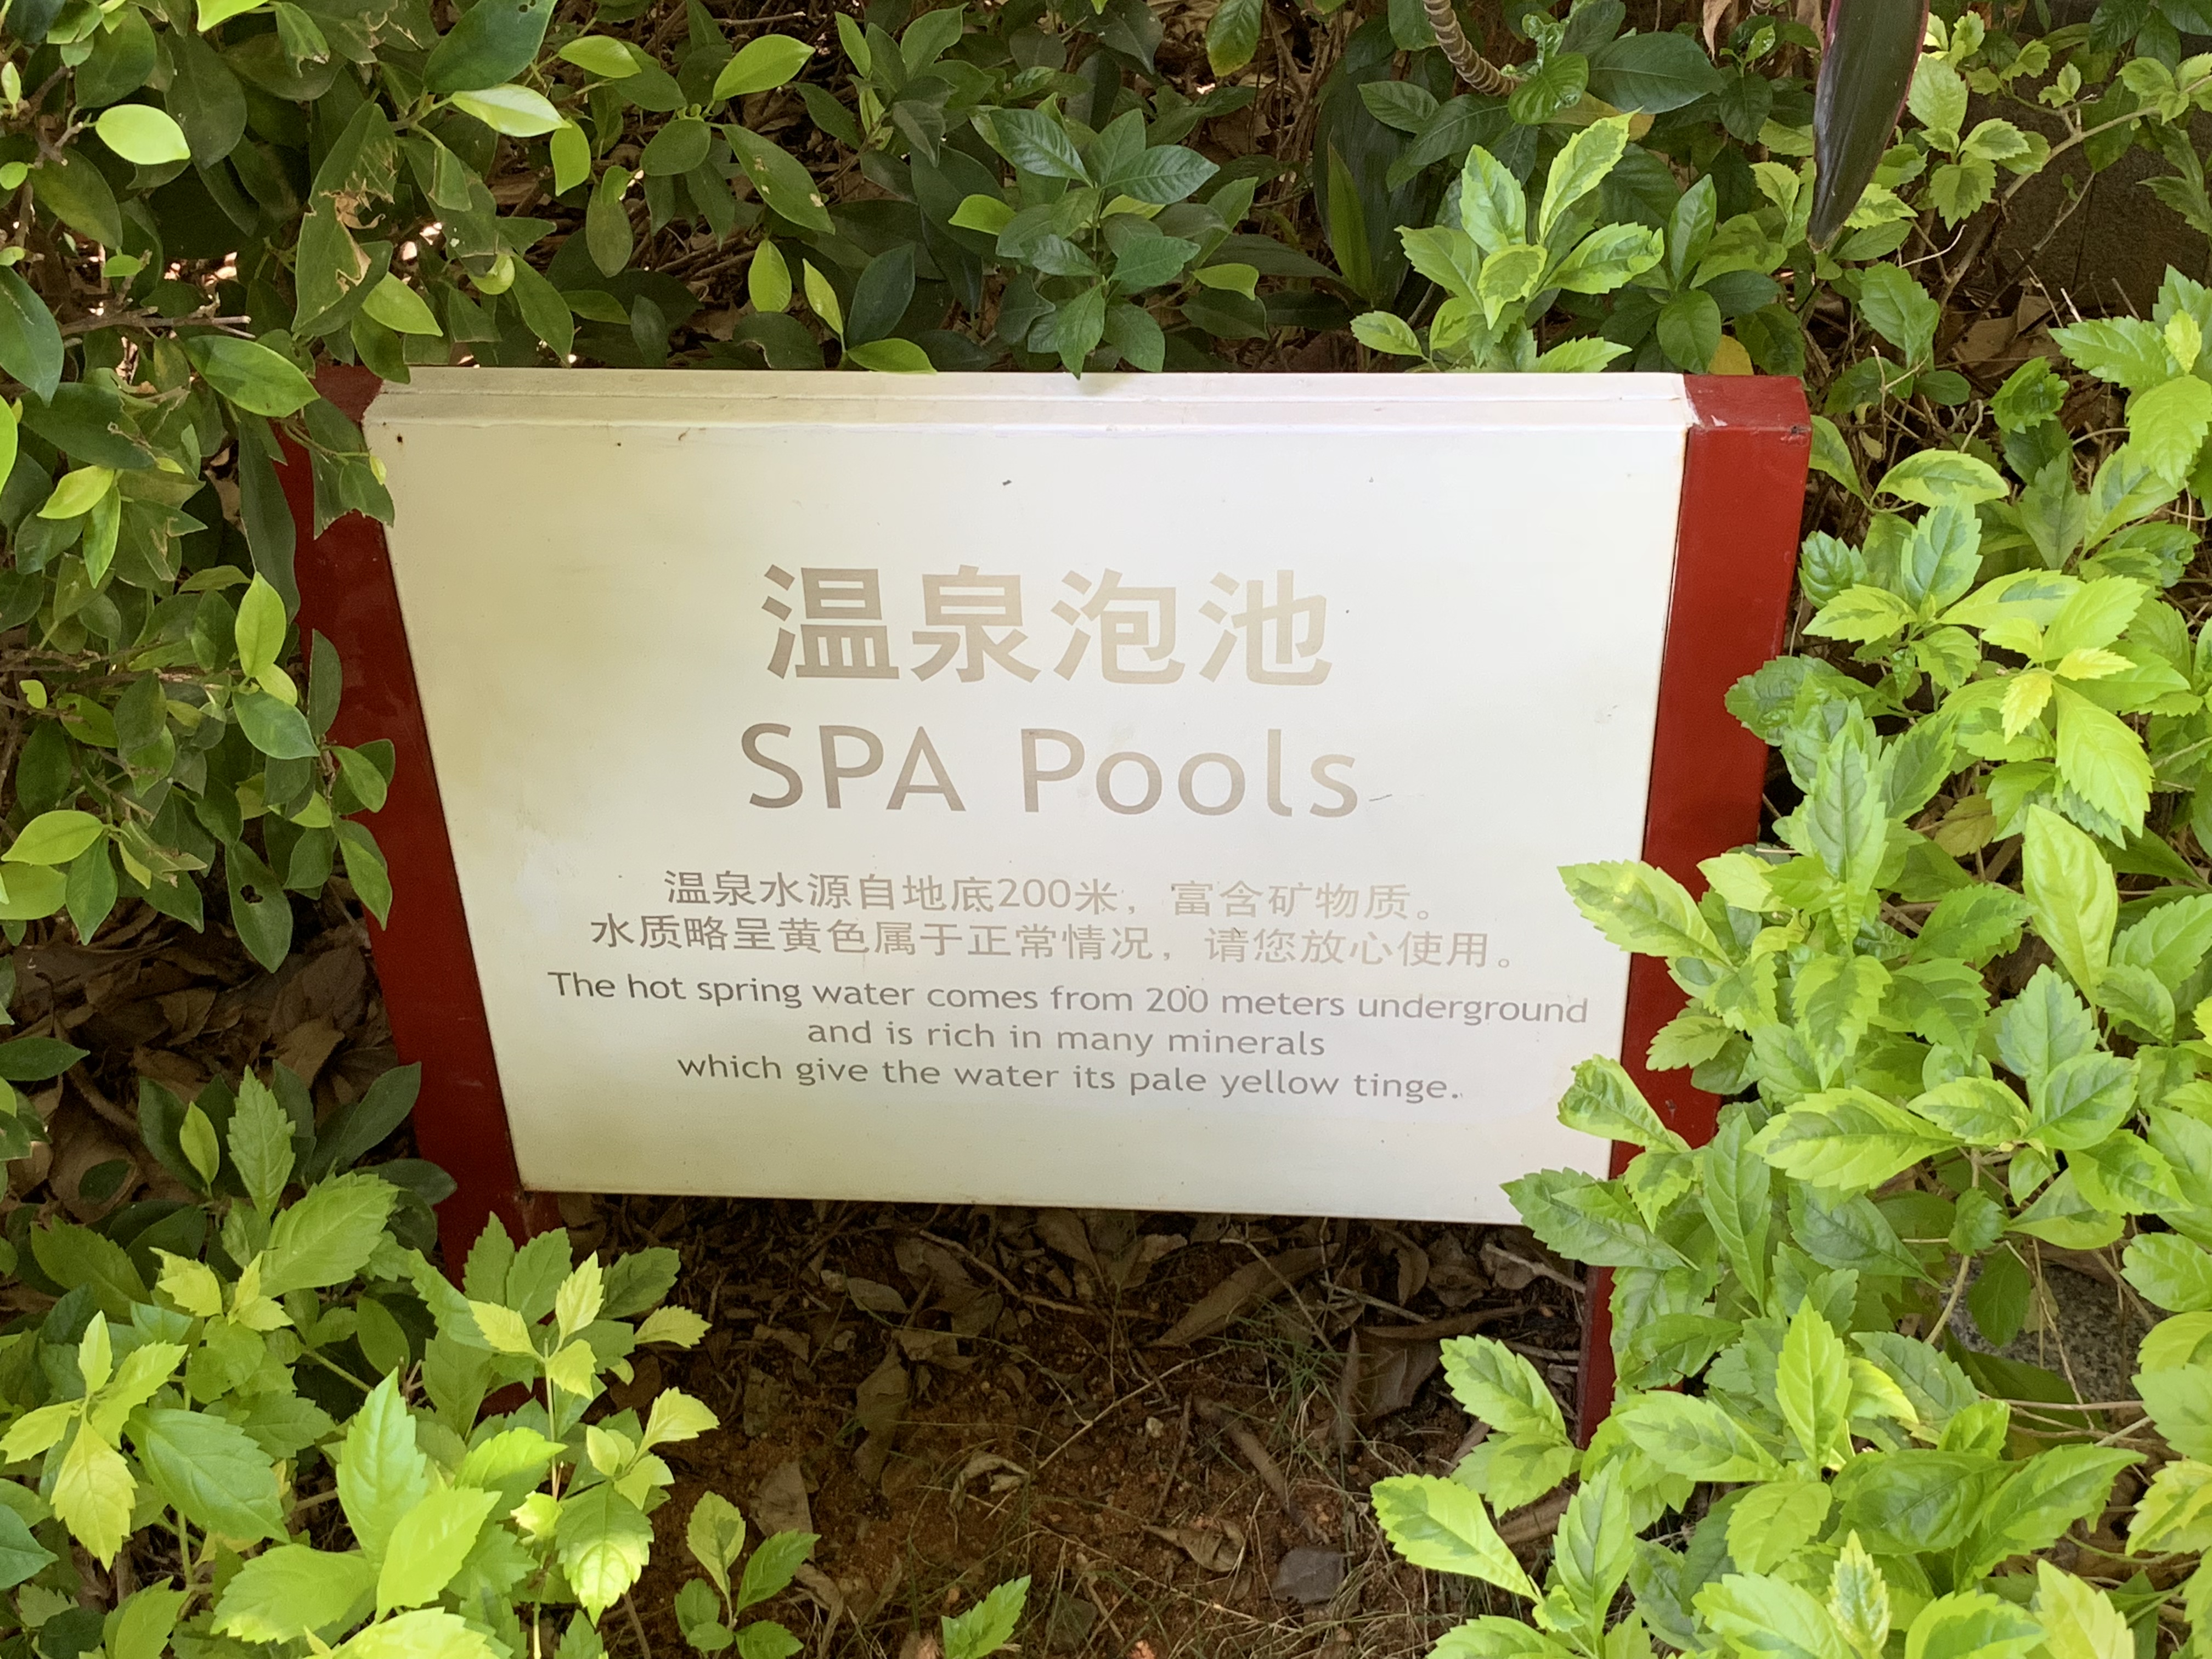 温泉泡池
SPA Pools
温泉水源自地底200米，富含矿物质。
水质略呈黄色属于正常情况，请您放心使用。
The hot spring water comes from 200 meters underground
and is rich in many minerals
which give the water its pale yellow tinge.